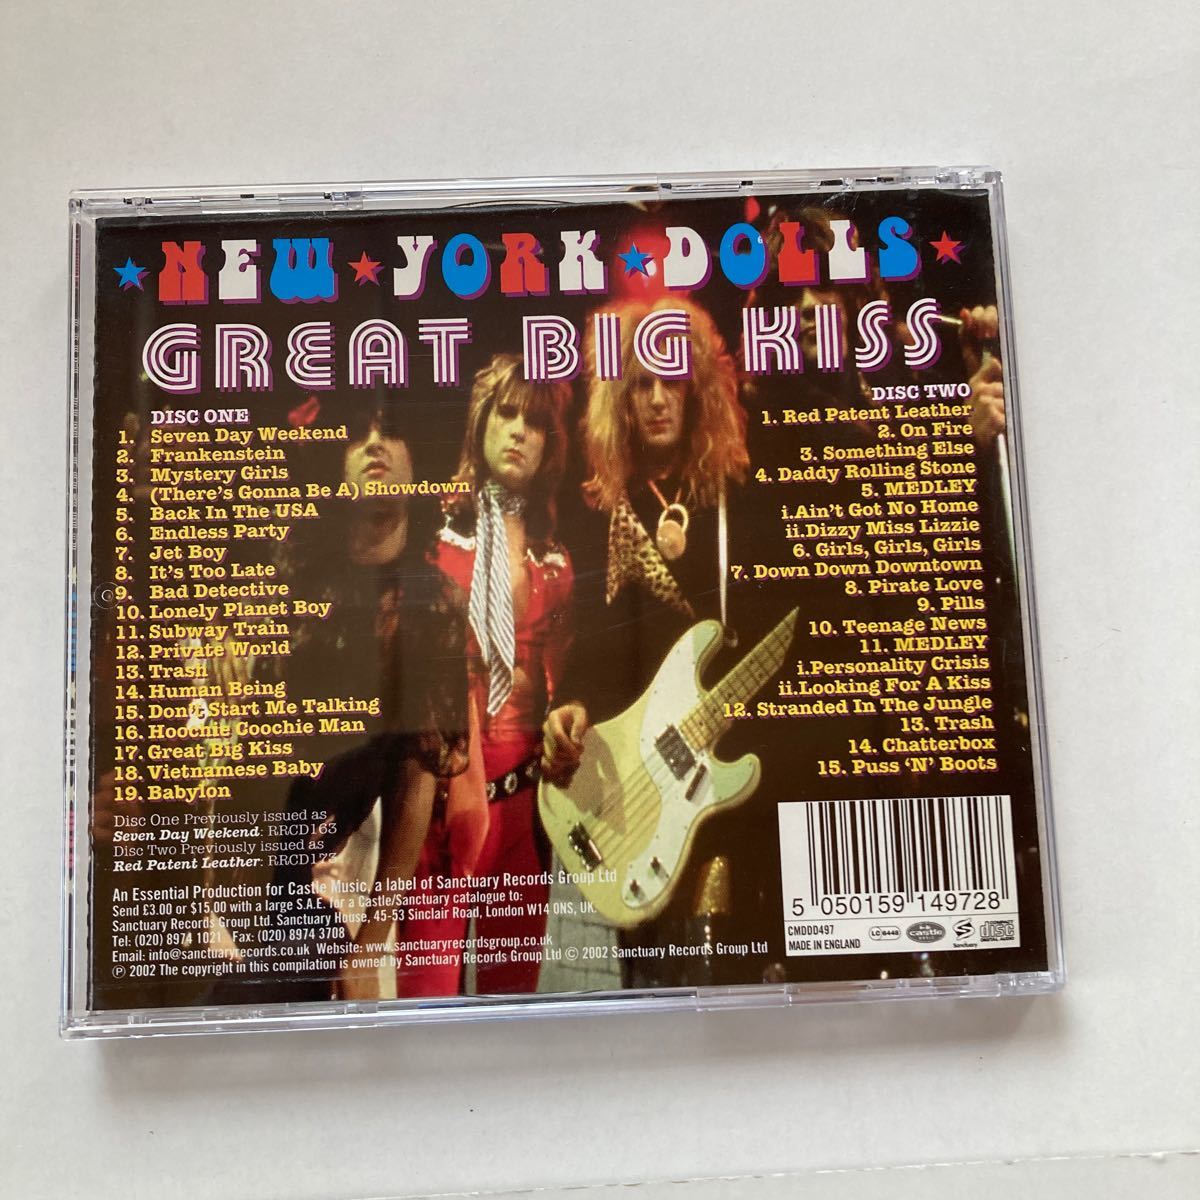 NEW YORK DOLLS
GREAT BIG KISS
DISC ONE
1. Seven Day Weekend
2. Frankenstein
3. Mystery Girls
4. (There's Gonna Be A) Showdown
5. Back In The USA
6. Endless Party
7. Jet Boy
8. It's Too Late
9. Bad Detective
10. Lonely Planet Boy
11. Subway Train
12. Private World
13. Trash
14. Human Being
15. Don't Start Me Talking
16. Hoochie Coochie Man
17. Great Big Kiss
18. Vietnamese Baby
19. Babylon
Disc One Previously issued as
Seven Day Weekend: RRCD163
Disc Two Previously issued as
Red Patent Leather: RRCD173
DISC TWO
1. Red Patent Leather
2. On Fire
3. Something Else
4. Daddy Rolling Stone
5. MEDLEY
i.Ain't Got No Home
ii.Dizzy Miss Lizzie
6. Girls, Girls, Girls
7. Down Down Downtown
8. Pirate Love
9. Pills
10. Teenage News
11. MEDLEY
i.Personality Crisis
ii.Looking For A Kiss
12. Stranded In The Jungle
13. Trash
14. Chatterbox
15. Puss 'N' Boots
An Essential Production for Castle Music, a label of Sanctuary Records Group Ltd
Send £3.00 or $15.00 with a large S.A.E. for a Castle/Sanctuary catalogue to:
Sanctuary Records Group Ltd. Sanctuary House, 45-53 Sinclair Road, London W14 0NS, UK.
Tel: (020) 8974 1021 Fax: (020) 8974 3708
Email: info@sanctuaryrecords.co.uk Website: www.sanctuaryrecordsgroup.co.uk
℗ 2002 The copyright in this compilation is owned by Sanctuary Records Group Ltd © 2002 Sanctuary Records Group Ltd
5 050159 149728
CMDDD497
MADE IN ENGLAND
LC 6448
castle
MUSIC
Sanctuary
COMPACT
disc
DIGITAL AUDIO